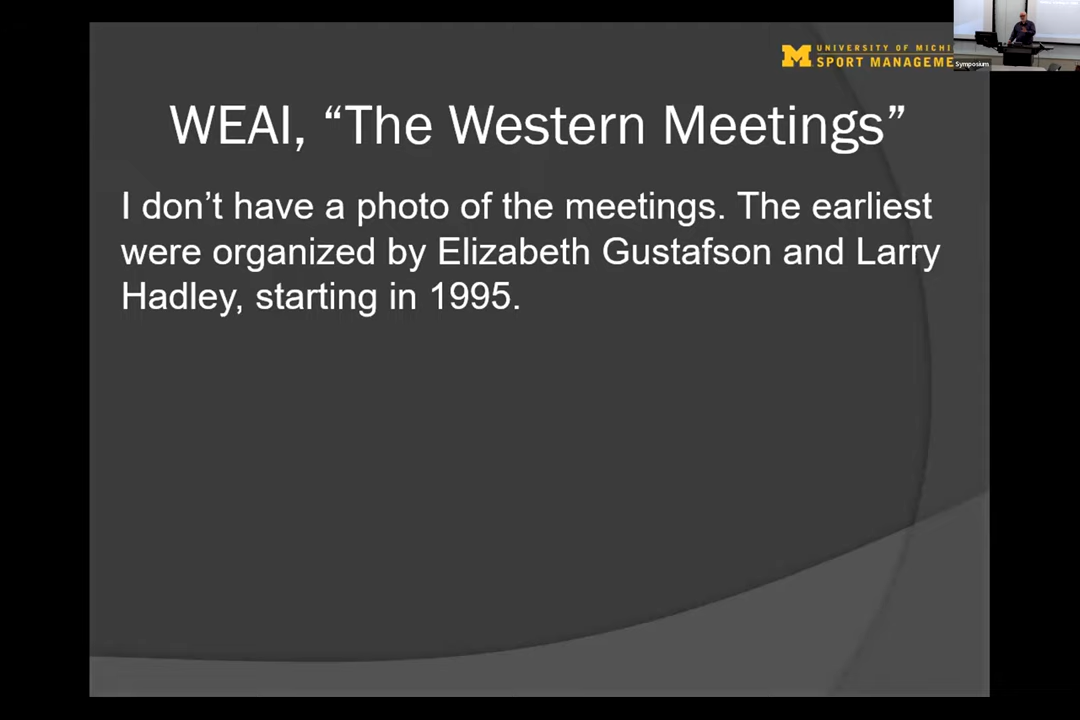 UNIVERSITY OF MICHI
SPORT MANAGEME
Symposium
WEAI, “The Western Meetings”
I don’t have a photo of the meetings. The earliest
were organized by Elizabeth Gustafson and Larry
Hadley, starting in 1995.